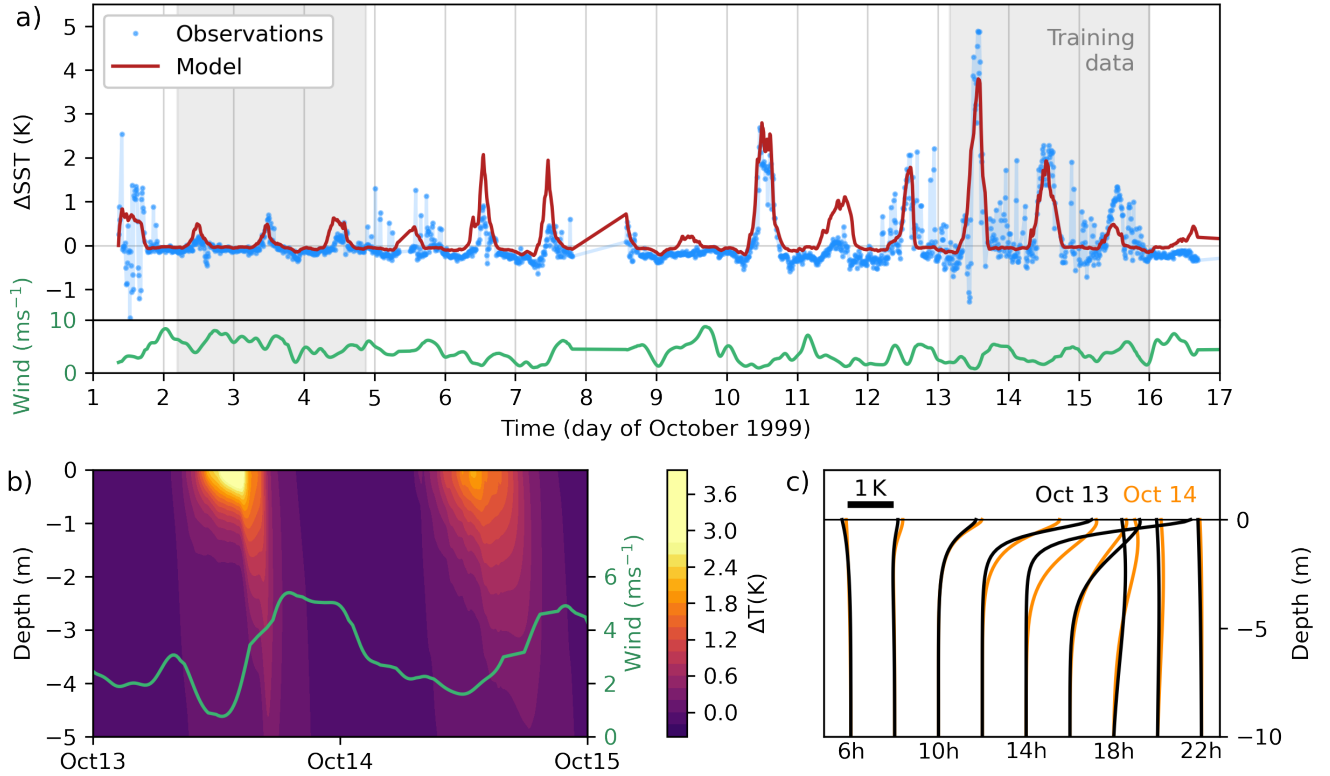 a)
5
4
3
2
1
0
−1
ΔSST (K)
Observations
Model
Training
data
10
0
Wind (ms⁻¹)
1 2 3 4 5 6 7 8 9 10 11 12 13 14 15 16 17
Time (day of October 1999)
b)
0
−1
−2
−3
−4
−5
Depth (m)
Oct13 Oct14 Oct15
6
4
2
0
Wind (ms⁻¹)
3.6
3.0
2.4
1.8
1.2
0.6
0.0
ΔT(K)
c)
1 K
Oct 13 Oct 14
0
−5
−10
Depth (m)
6h 10h 14h 18h 22h